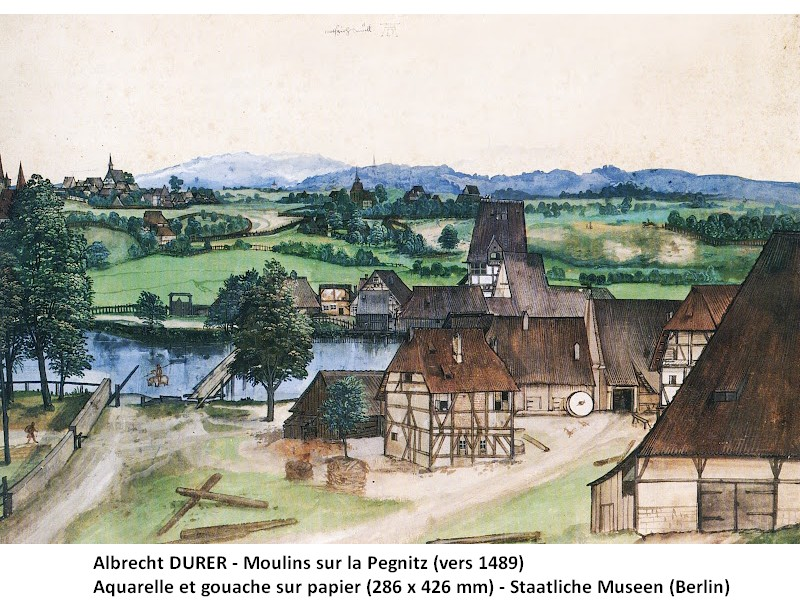 Albrecht DURER - Moulins sur la Pegnitz (vers 1489)
Aquarelle et gouache sur papier (286 x 426 mm) - Staatliche Museen (Berlin)